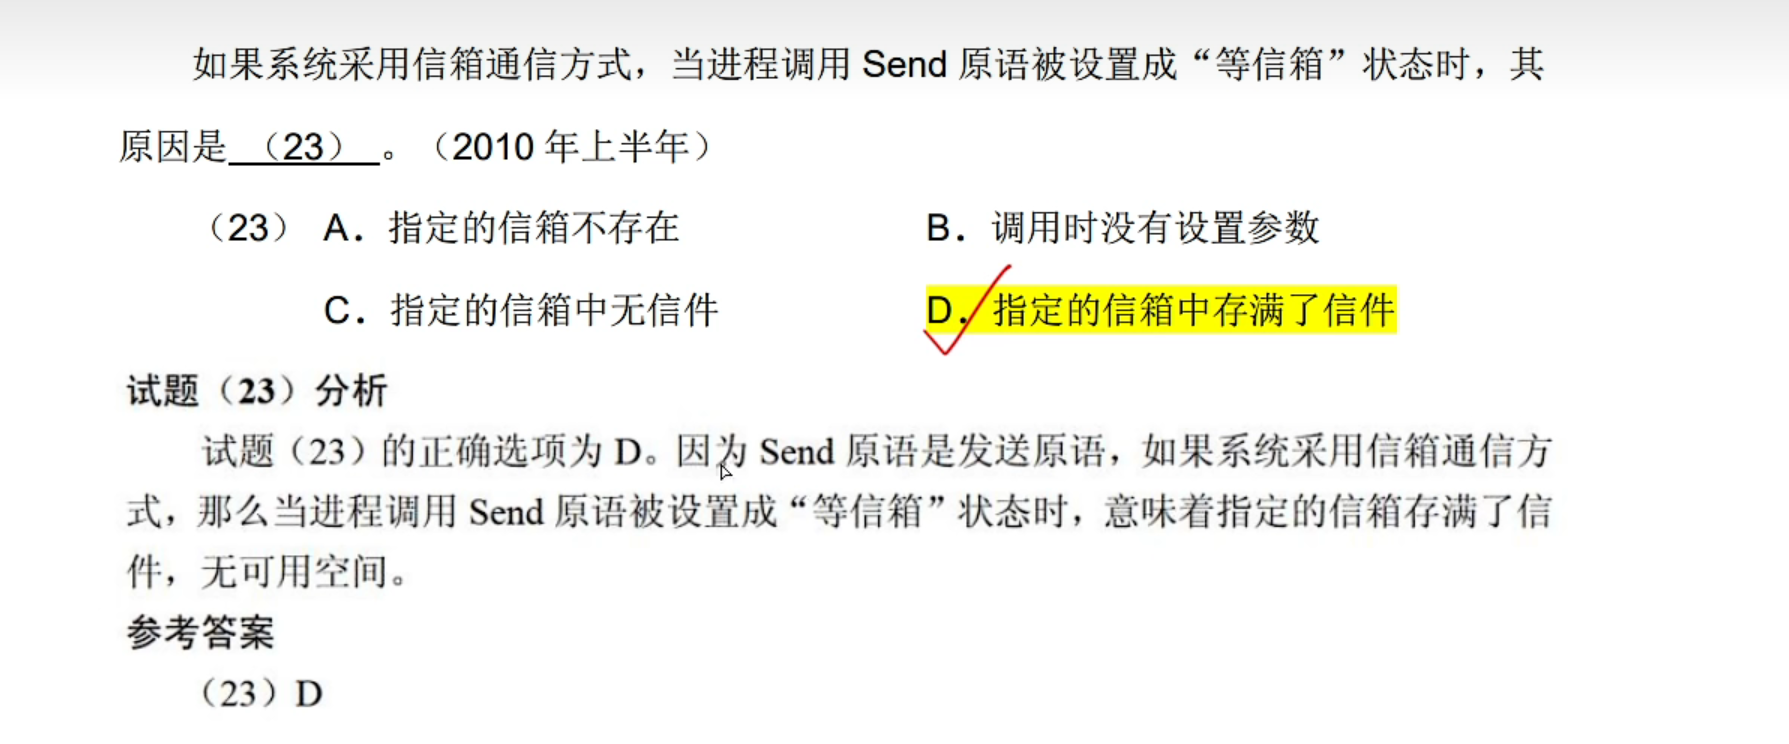 如果系统采用信箱通信方式，当进程调用 Send 原语被设置成“等信箱”状态时，其
原因是 （23） 。（2010 年上半年）
（23） A．指定的信箱不存在 B．调用时没有设置参数
C．指定的信箱中无信件 D．指定的信箱中存满了信件
试题（23）分析
试题（23）的正确选项为 D。因为 Send 原语是发送原语，如果系统采用信箱通信方
式，那么当进程调用 Send 原语被设置成“等信箱”状态时，意味着指定的信箱存满了信
件，无可用空间。
参考答案
（23）D